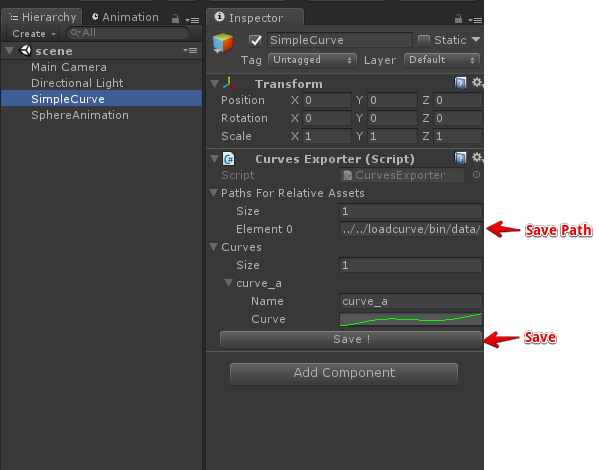 Hierarchy
Animation
Create
All
scene
Main Camera
Directional Light
SimpleCurve
SphereAnimation
Inspector
SimpleCurve
Static
Tag Untagged Layer Default
Transform
Position X 0 Y 0 Z 0
Rotation X 0 Y 0 Z 0
Scale X 1 Y 1 Z 1
Curves Exporter (Script)
Script CurvesExporter
Paths For Relative Assets
Size 1
Element 0 ../../loadcurve/bin/data/
Curves
Size 1
curve_a
Name curve_a
Curve
Save !
Add Component
Save Path
Save